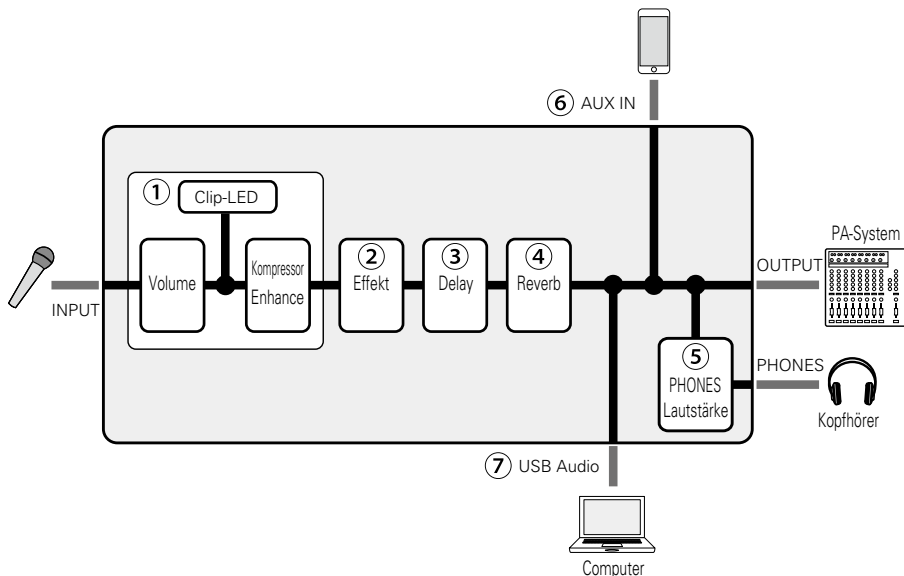 ⑥ AUX IN
① Clip-LED
PA-System
INPUT
Volume
Kompressor
Enhance
② Effekt
③ Delay
④ Reverb
OUTPUT
⑤ PHONES
Lautstärke
PHONES
Kopfhörer
⑦ USB Audio
Computer